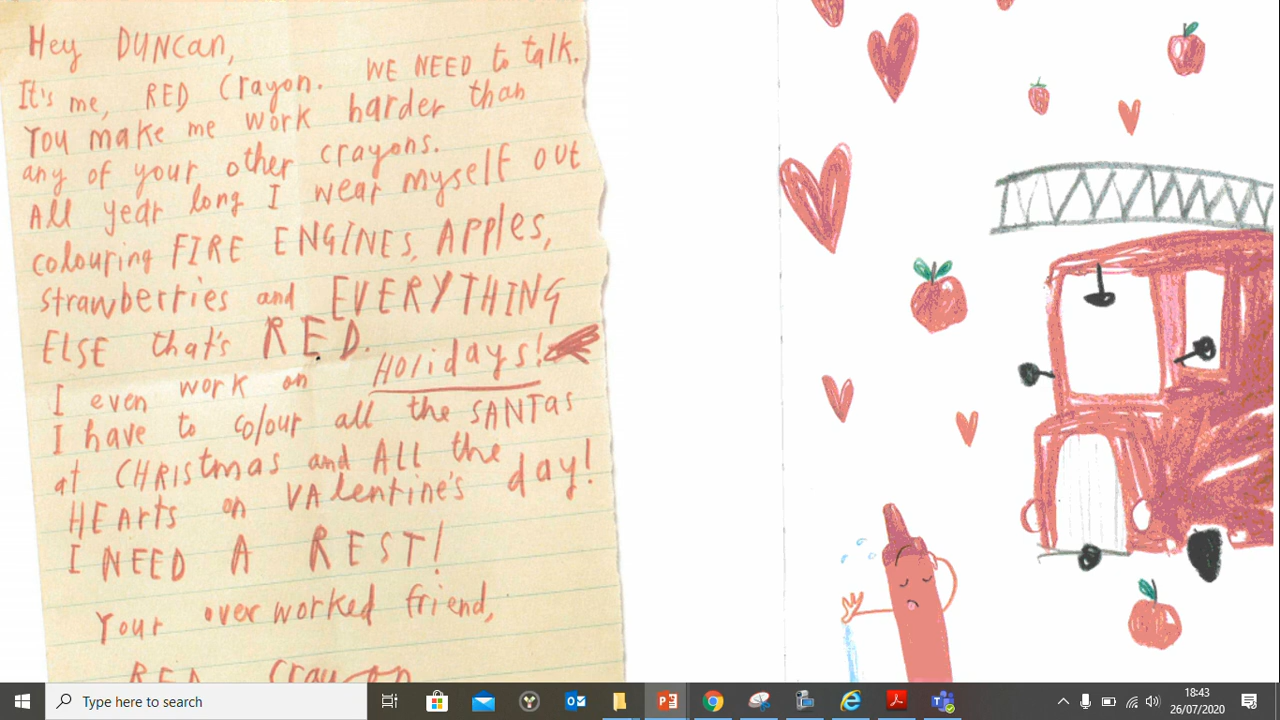 Hey DUNCAN,
It's me, RED Crayon. WE NEED to talk.
You make me work harder than
any of your other crayons.
All year long I wear myself out
colouring FIRE ENGINES, APples,
strawberries and EVERYTHING
ELSE that's RED.
I even work on HOlidays!
I have to colour all the SANTas
at CHRistmas and ALL the
HEArts on VAlentine's day!
I NEED A REST!
Your overworked friend,
RED Crayon
Type here to search
18:43
26/07/2020